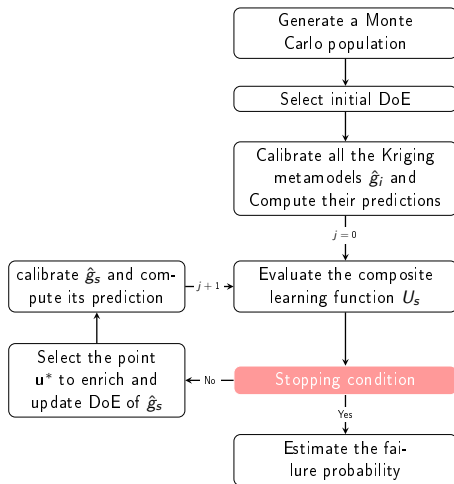 Generate a Monte
Carlo population
Select initial DoE
Calibrate all the Kriging
metamodels ĝᵢ and
Compute their predictions
j = 0
calibrate ĝₛ and com-
pute its prediction
j + 1
Evaluate the composite
learning function Uₛ
Select the point
u* to enrich and
update DoE of ĝₛ
No
Stopping condition
Yes
Estimate the fai-
lure probability